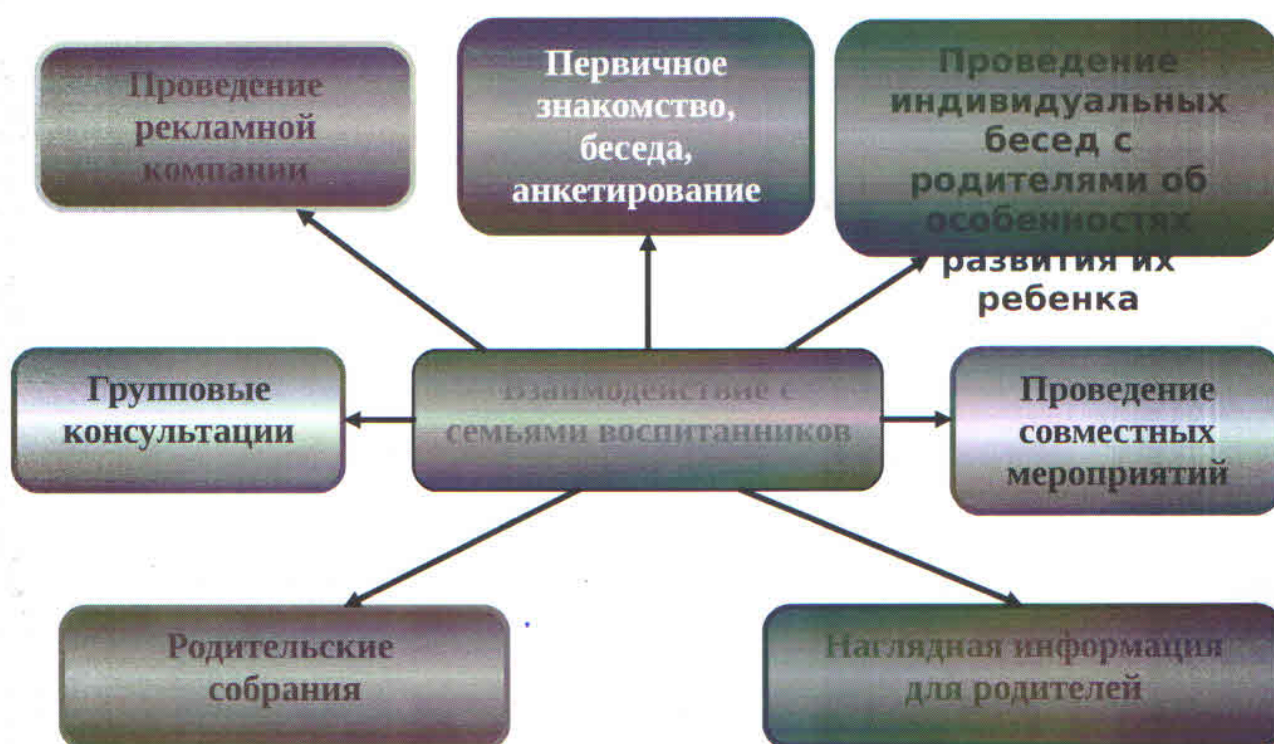 Проведение
рекламной
компании
Первичное
знакомство,
беседа,
анкетирование
Проведение
индивидуальных
бесед с
родителями об
особенностях
развития их
ребенка
Групповые
консультации
Взаимодействие с
семьями воспитанников
Проведение
совместных
мероприятий
Родительские
собрания
Наглядная информация
для родителей